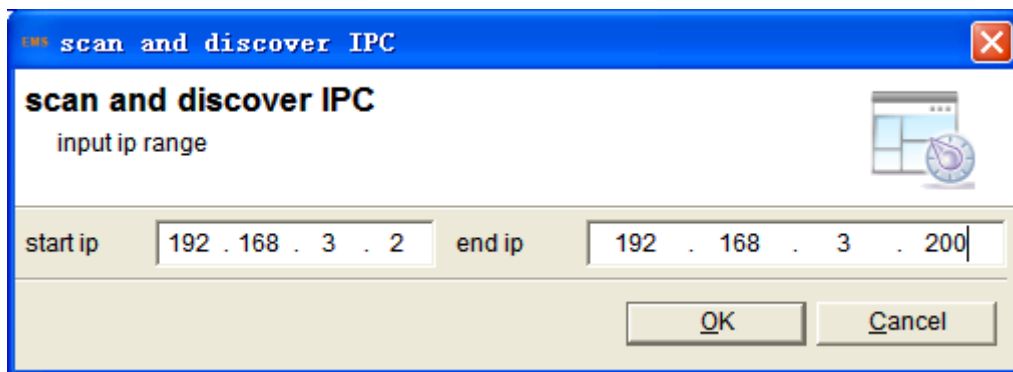 EMS scan and discover IPC
scan and discover IPC
input ip range
start ip 192 . 168 . 3 . 2 end ip 192 . 168 . 3 . 200
OK Cancel